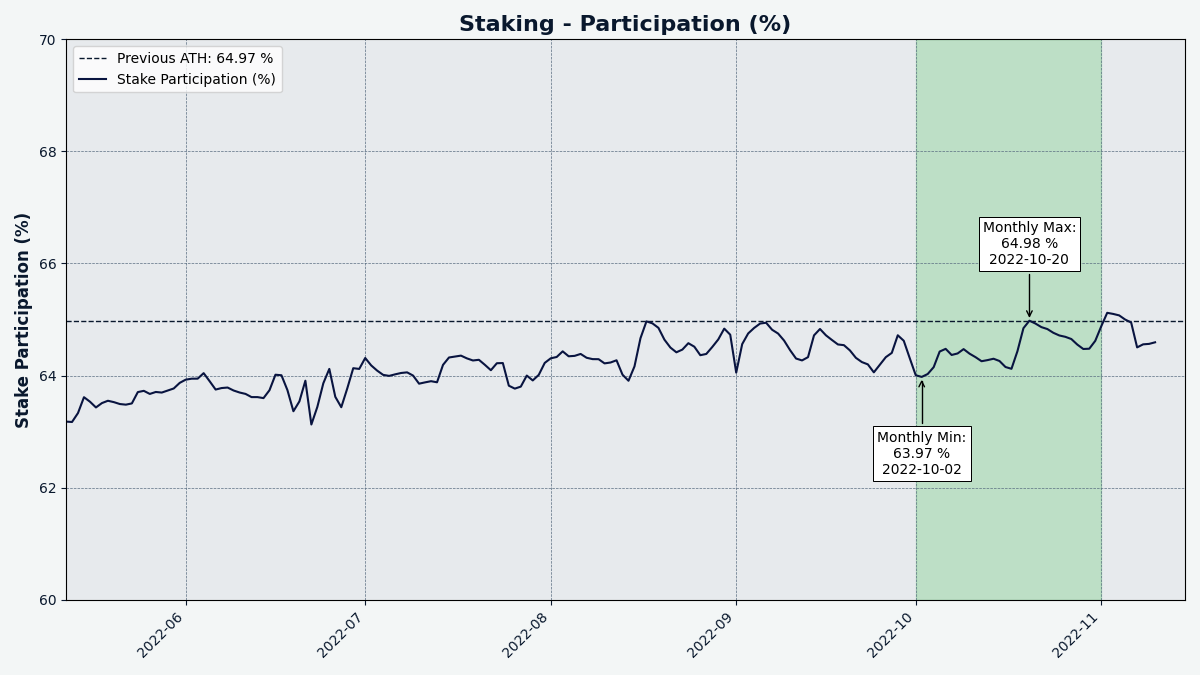 Staking - Participation (%)
Previous ATH: 64.97 %
Stake Participation (%)
Stake Participation (%)
70
68
66
64
62
60
Monthly Max:
64.98 %
2022-10-20
Monthly Min:
63.97 %
2022-10-02
2022-06
2022-07
2022-08
2022-09
2022-10
2022-11